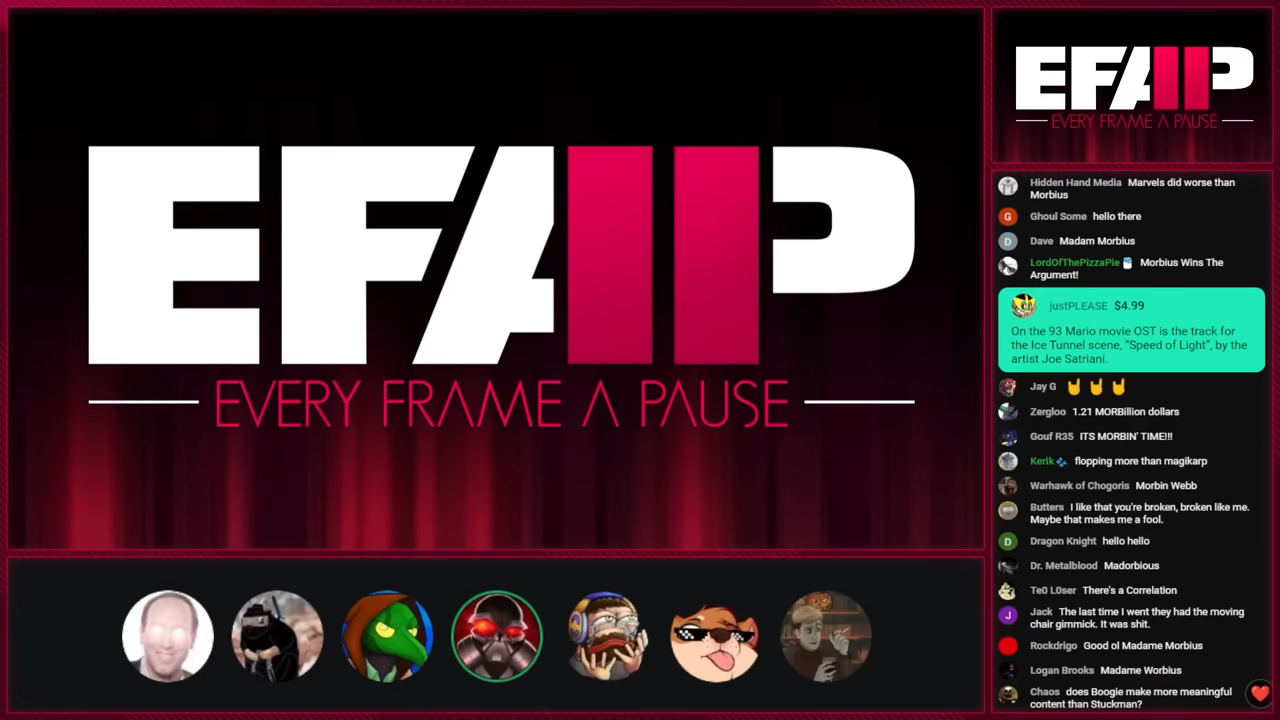 EFAP
EVERY FRAME A PAUSE
EFAP
EVERY FRAME A PAUSE
Hidden Hand Media Marvels did worse than
Morbius
G Ghoul Some hello there
D Dave Madam Morbius
LordOfThePizzaPie Morbius Wins The
Argument!
justPLEASE $4.99
On the 93 Mario movie OST is the track for
the Ice Tunnel scene, “Speed of Light”, by the
artist Joe Satriani.
Jay G
Zergloo 1.21 MORBillion dollars
Gouf R35 ITS MORBIN' TIME!!!
Kerik flopping more than magikarp
Warhawk of Chogoris Morbin Webb
Butters I like that you're broken, broken like me.
Maybe that makes me a fool.
D Dragon Knight hello hello
Dr. Metalblood Madorbious
Te0 L0ser There's a Correlation
J Jack The last time I went they had the moving
chair gimmick. It was shit.
Rockdrigo Good ol Madame Morbius
Logan Brooks Madame Worbius
Chaos does Boogie make more meaningful
content than Stuckman?